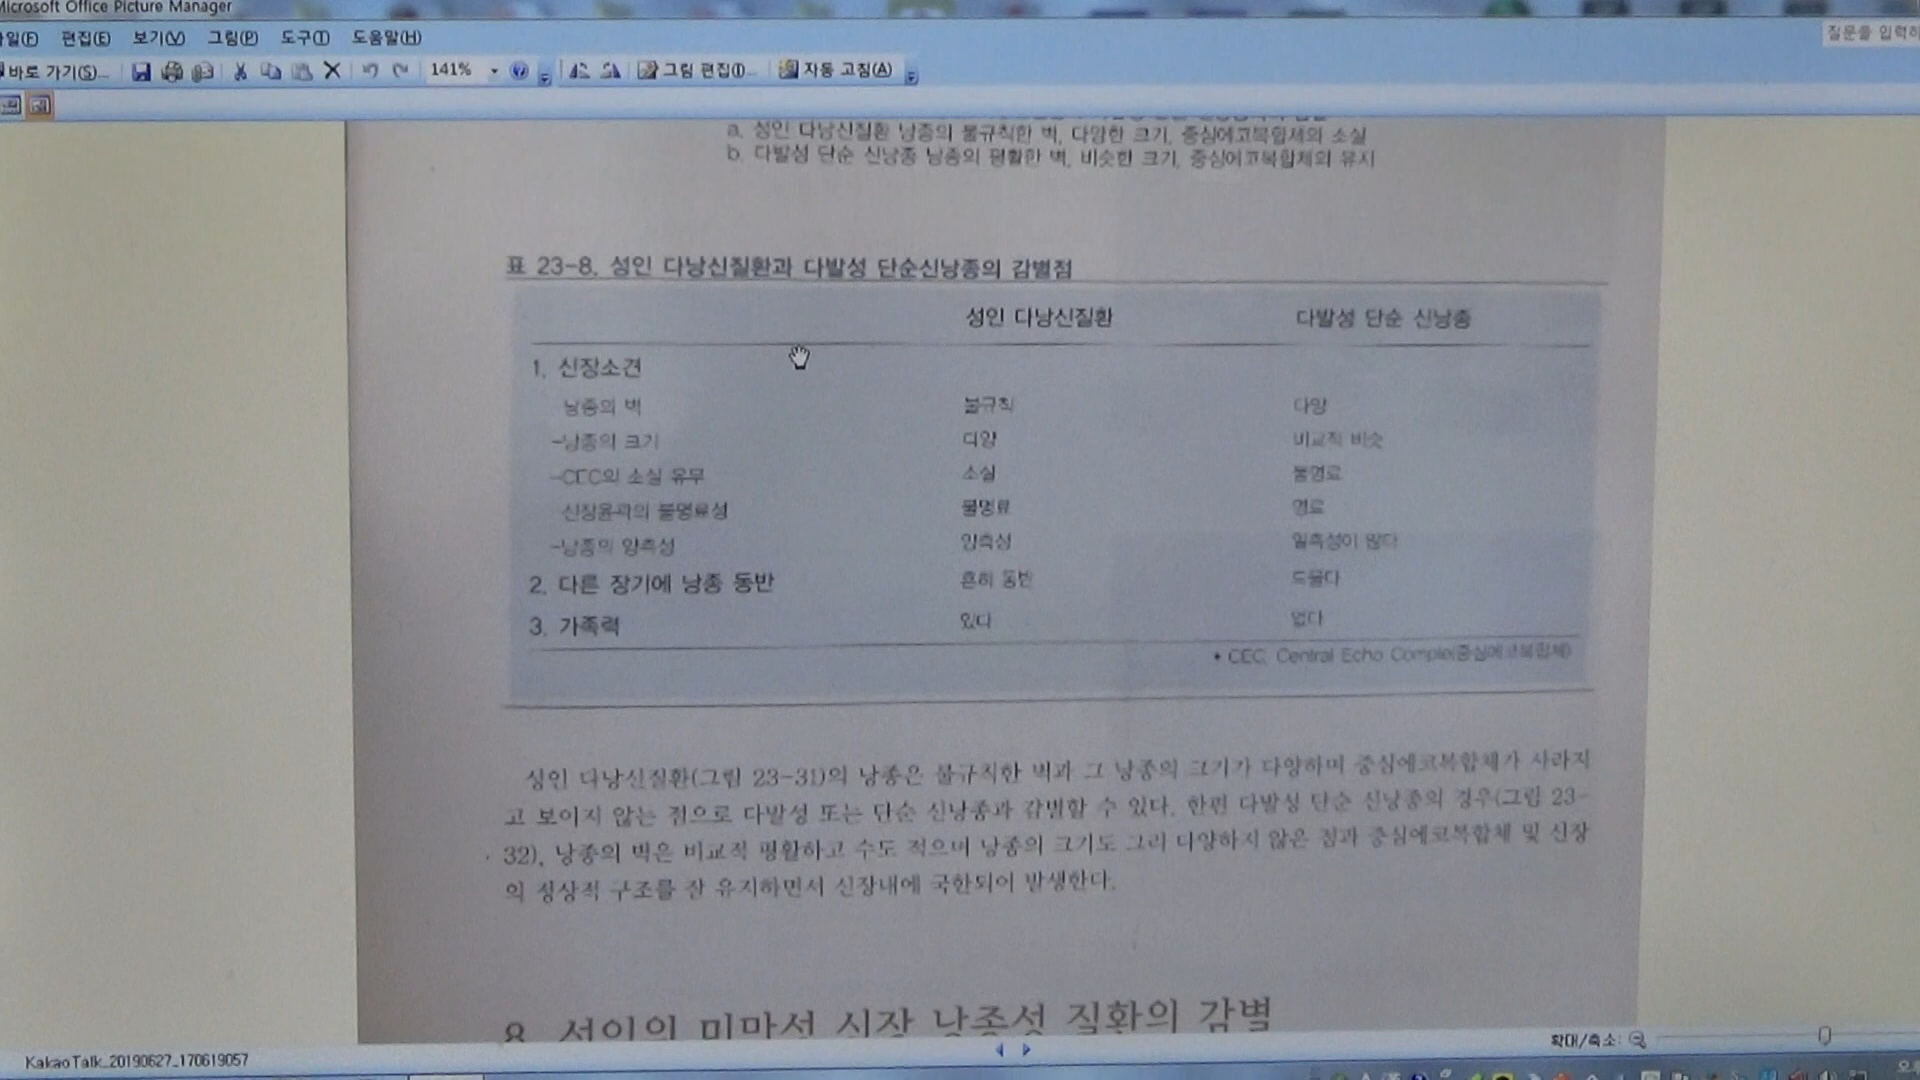 Microsoft Office Picture Manager
파일(F) 편집(E) 보기(V) 그림(P) 도구(T) 도움말(H)
질문을 입력하
바로 가기(S)... 141% 그림 편집(I)... 자동 고침(A)
a. 성인 다낭신질환 낭종의 불규칙한 벽, 다양한 크기, 중심에코복합체의 소실
b. 다발성 단순 신낭종 낭종의 평활한 벽, 비슷한 크기, 중심에코복합체의 유지
표 23-8. 성인 다낭신질환과 다발성 단순신낭종의 감별점
성인 다낭신질환 다발성 단순 신낭종
1. 신장소견
낭종의 벽 불규칙 다양
-낭종의 크기 다양 비교적 비슷
-CEC의 소실 유무 소실 불명료
신장윤곽의 불명료성 불명료 명료
-낭종의 양측성 양측성 일측성이 많다
2. 다른 장기에 낭종 동반 흔히 동반 드물다
3. 가족력 있다 없다
• CEC, Central Echo Complex(중심에코복합체)
성인 다낭신질환(그림 23-31)의 낭종은 불규칙한 벽과 그 낭종의 크기가 다양하며 중심에코복합체가 사라지
고 보이지 않는 점으로 다발성 또는 단순 신낭종과 감별할 수 있다. 한편 다발성 단순 신낭종의 경우(그림 23-
32), 낭종의 벽은 비교적 평활하고 수도 적으며 낭종의 크기도 그리 다양하지 않은 점과 중심에코복합체 및 신장
의 정상적 구조를 잘 유지하면서 신장내에 국한되어 발생한다.
8. 성인의 미만성 신장 낭종성 질환의 감별
확대/축소:
KakaoTalk_20190627_170619057